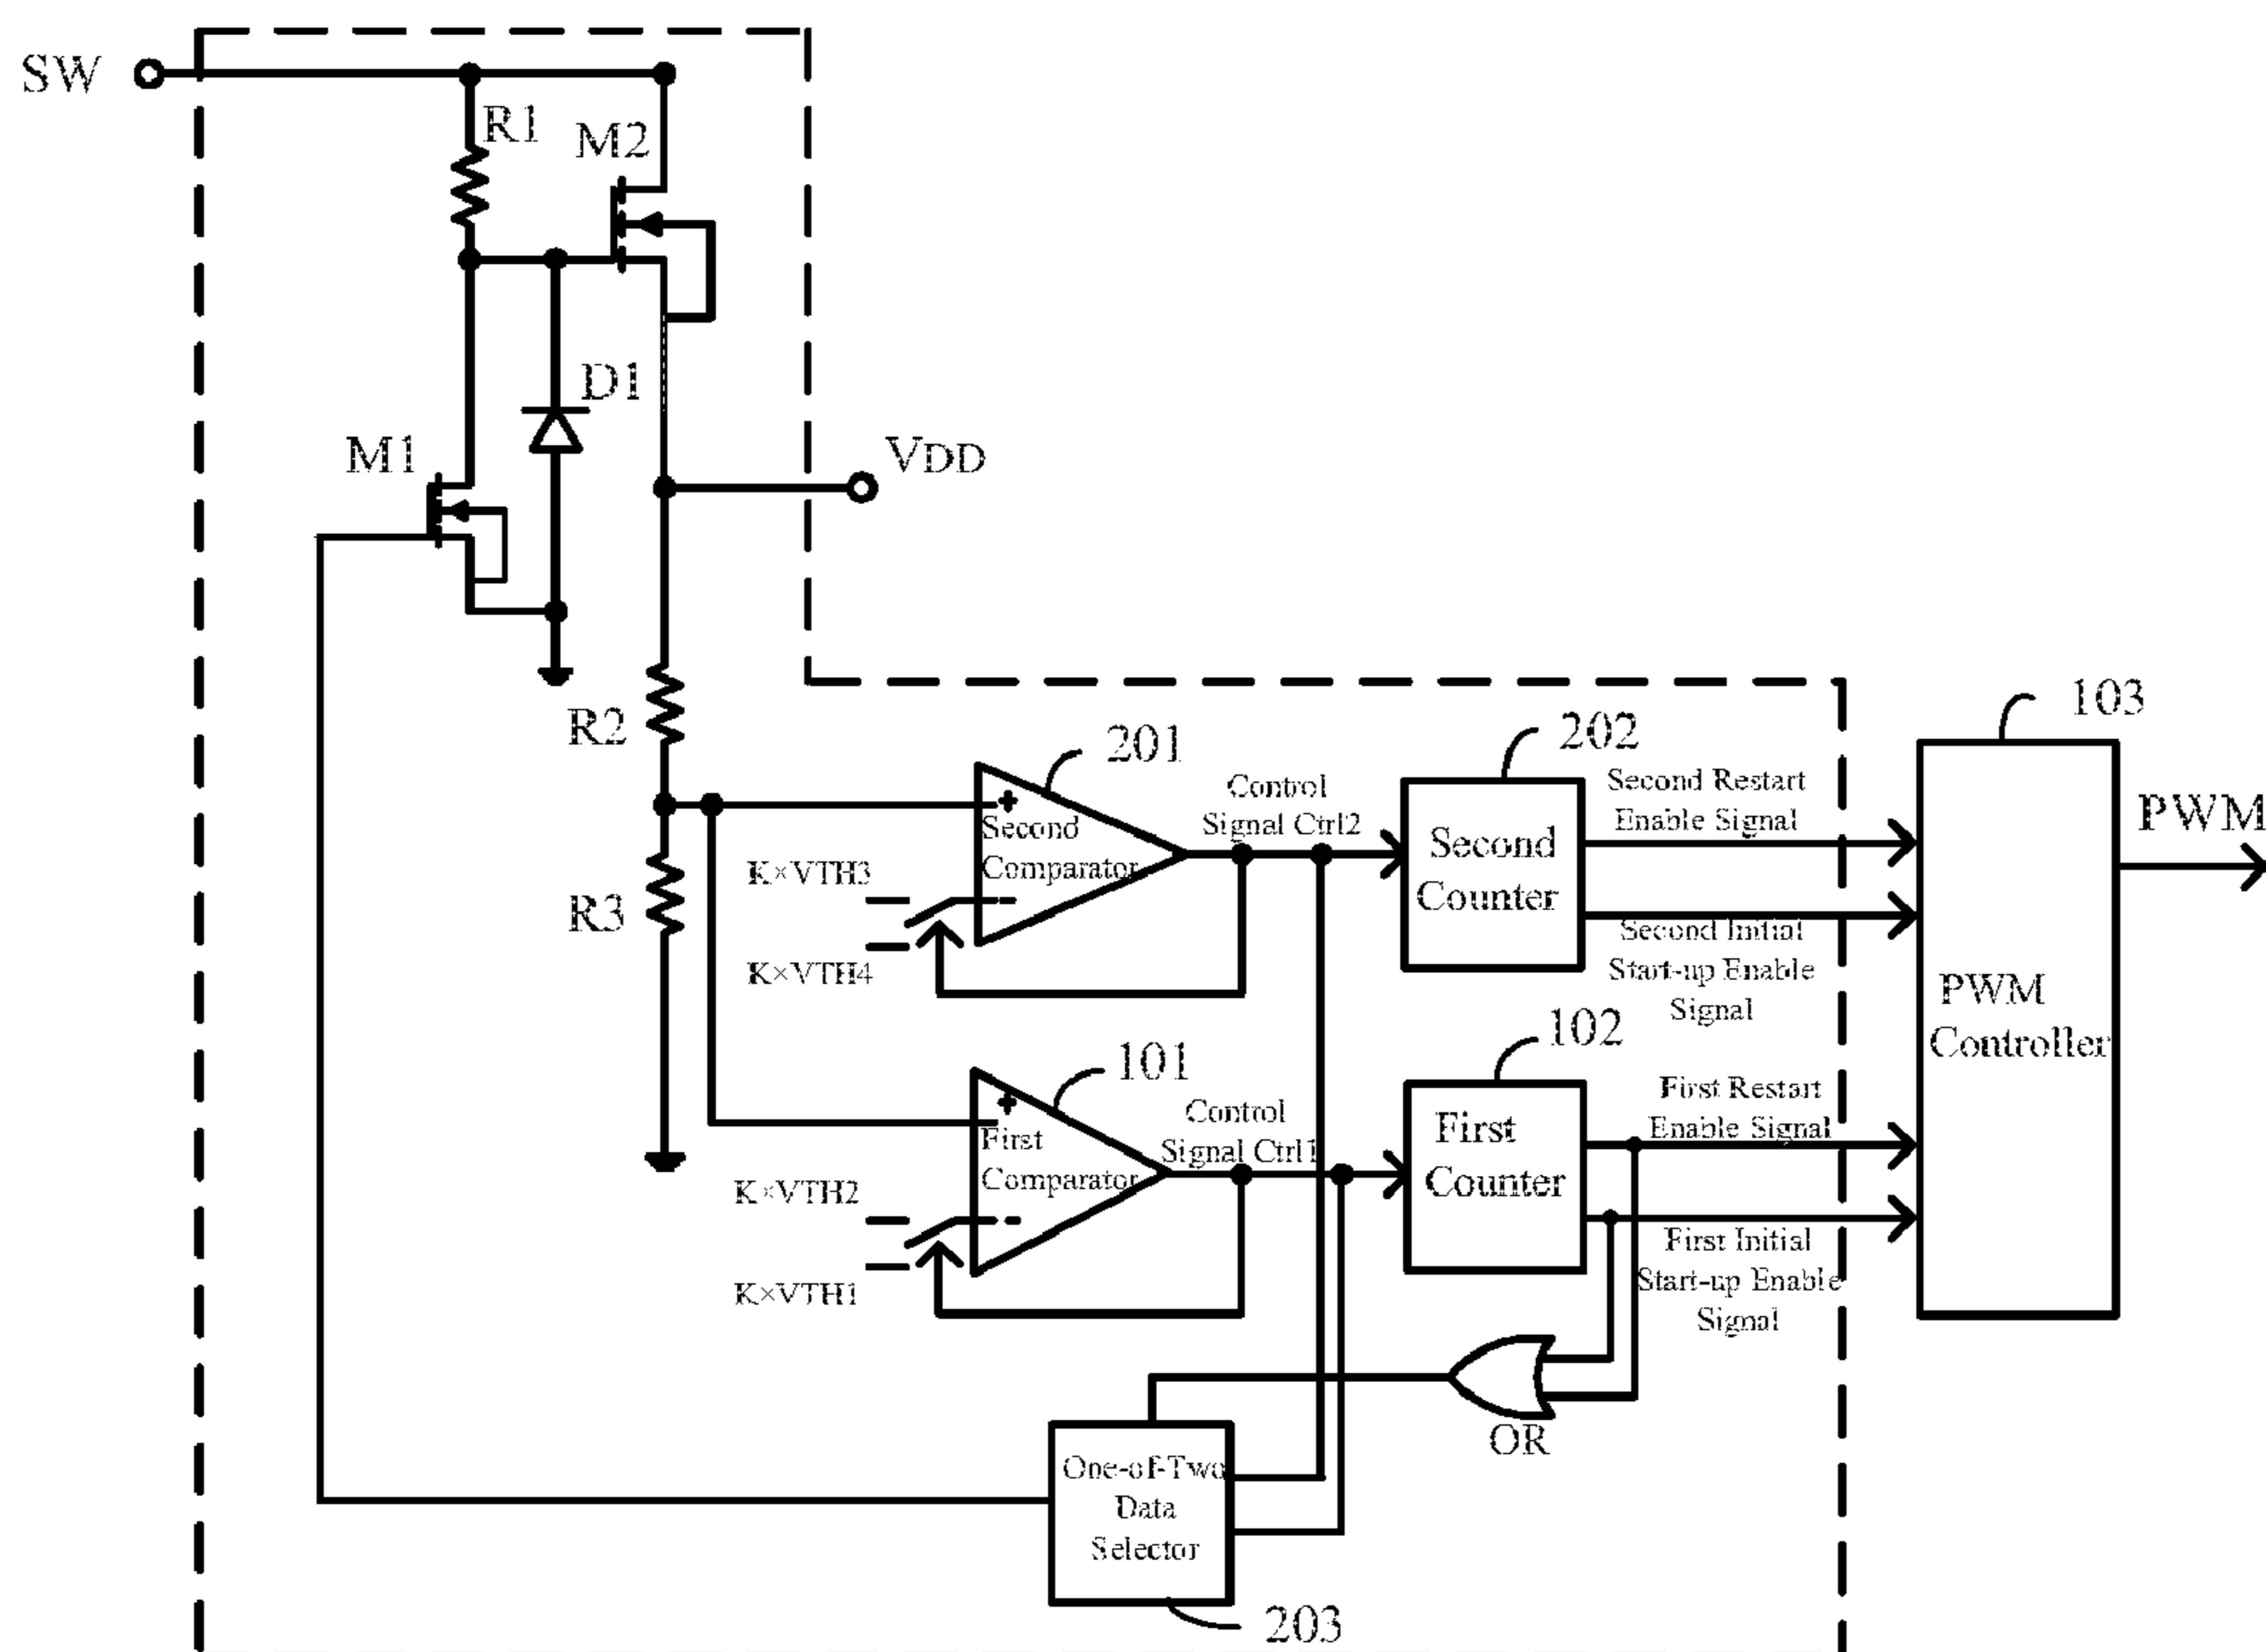 SW
R1
M2
D1
M1
VDD
R2
R3
201
Second
Comparator
+
K×VTH3
K×VTH4
Control
Signal Ctrl2
202
Second
Counter
Second Restart
Enable Signal
Second Initial
Start-up Enable
Signal
103
PWM
Controller
PWM
101
+
First
Comparator
K×VTH2
K×VTH1
Control
Signal Ctrl1
102
First
Counter
First Restart
Enable Signal
First Initial
Start-up Enable
Signal
OR
One-of-Two
Data
Selector
203